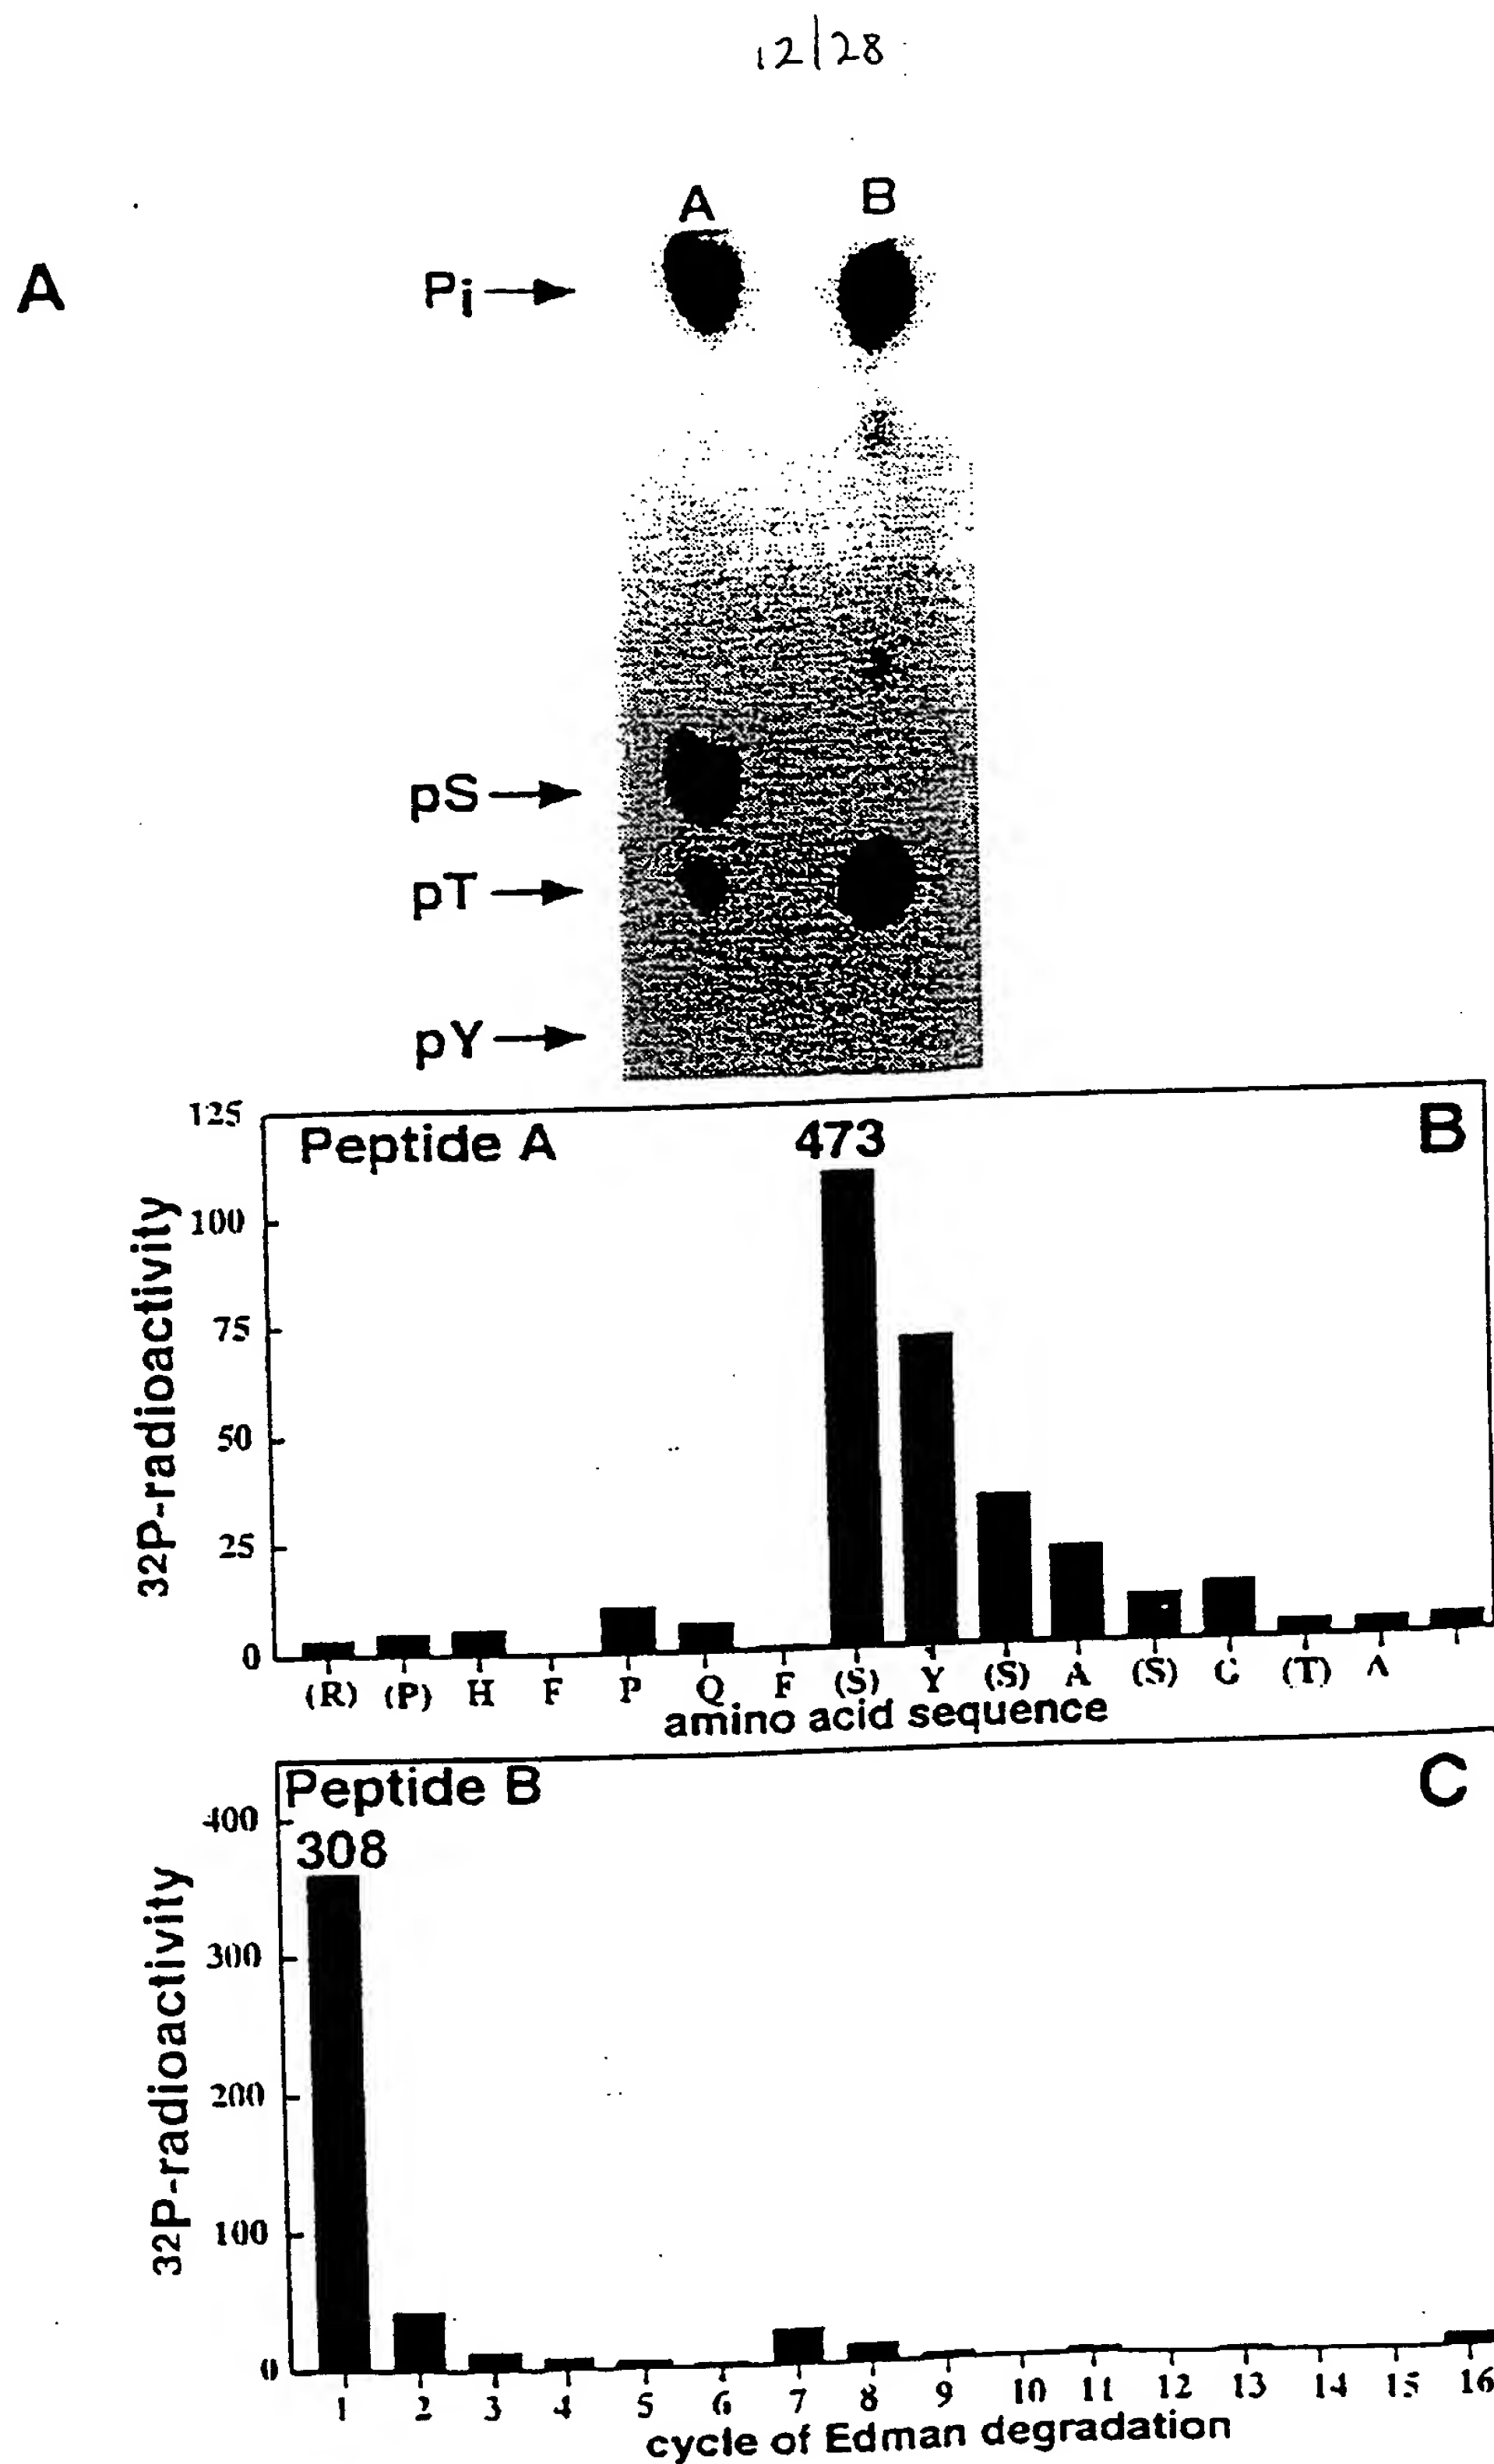 12/28
A B
A
Pi
pS
pT
pY
Peptide A
473
B
125
100
75
50
25
0
32P-radioactivity
(R) (P) H F P Q F (S) Y (S) A (S) G (T) A
amino acid sequence
Peptide B
308
C
400
300
200
100
0
32P-radioactivity
1 2 3 4 5 6 7 8 9 10 11 12 13 14 15 16
cycle of Edman degradation